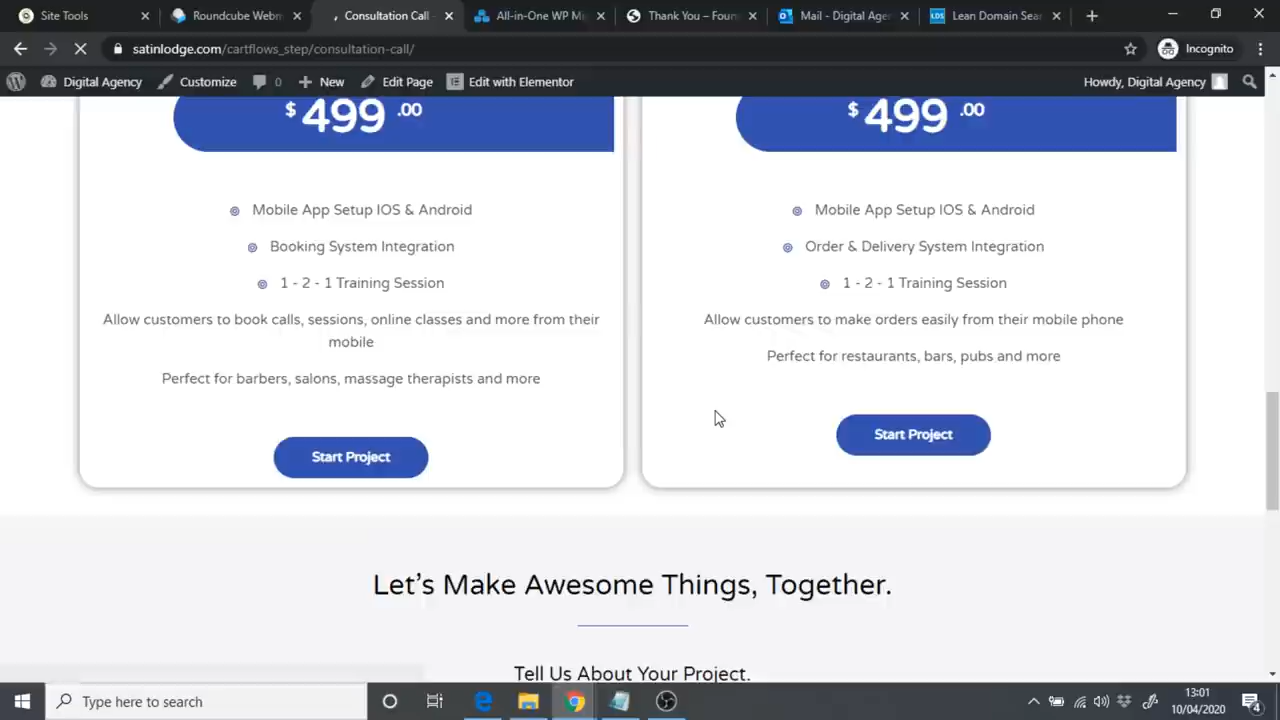 Site Tools
Roundcube Webm
Consultation Call
All-in-One WP Mi
Thank You – Foun
Mail - Digital Agen
LDS
Lean Domain Sear
satinlodge.com/cartflows_step/consultation-call/
Incognito
Digital Agency
Customize
0
New
Edit Page
Edit with Elementor
Howdy, Digital Agency
$ 499 .00
Mobile App Setup IOS & Android
Booking System Integration
1 - 2 - 1 Training Session
Allow customers to book calls, sessions, online classes and more from their
mobile
Perfect for barbers, salons, massage therapists and more
Start Project
$ 499 .00
Mobile App Setup IOS & Android
Order & Delivery System Integration
1 - 2 - 1 Training Session
Allow customers to make orders easily from their mobile phone
Perfect for restaurants, bars, pubs and more
Start Project
Let's Make Awesome Things, Together.
Tell Us About Your Project.
Type here to search
13:01
10/04/2020
4